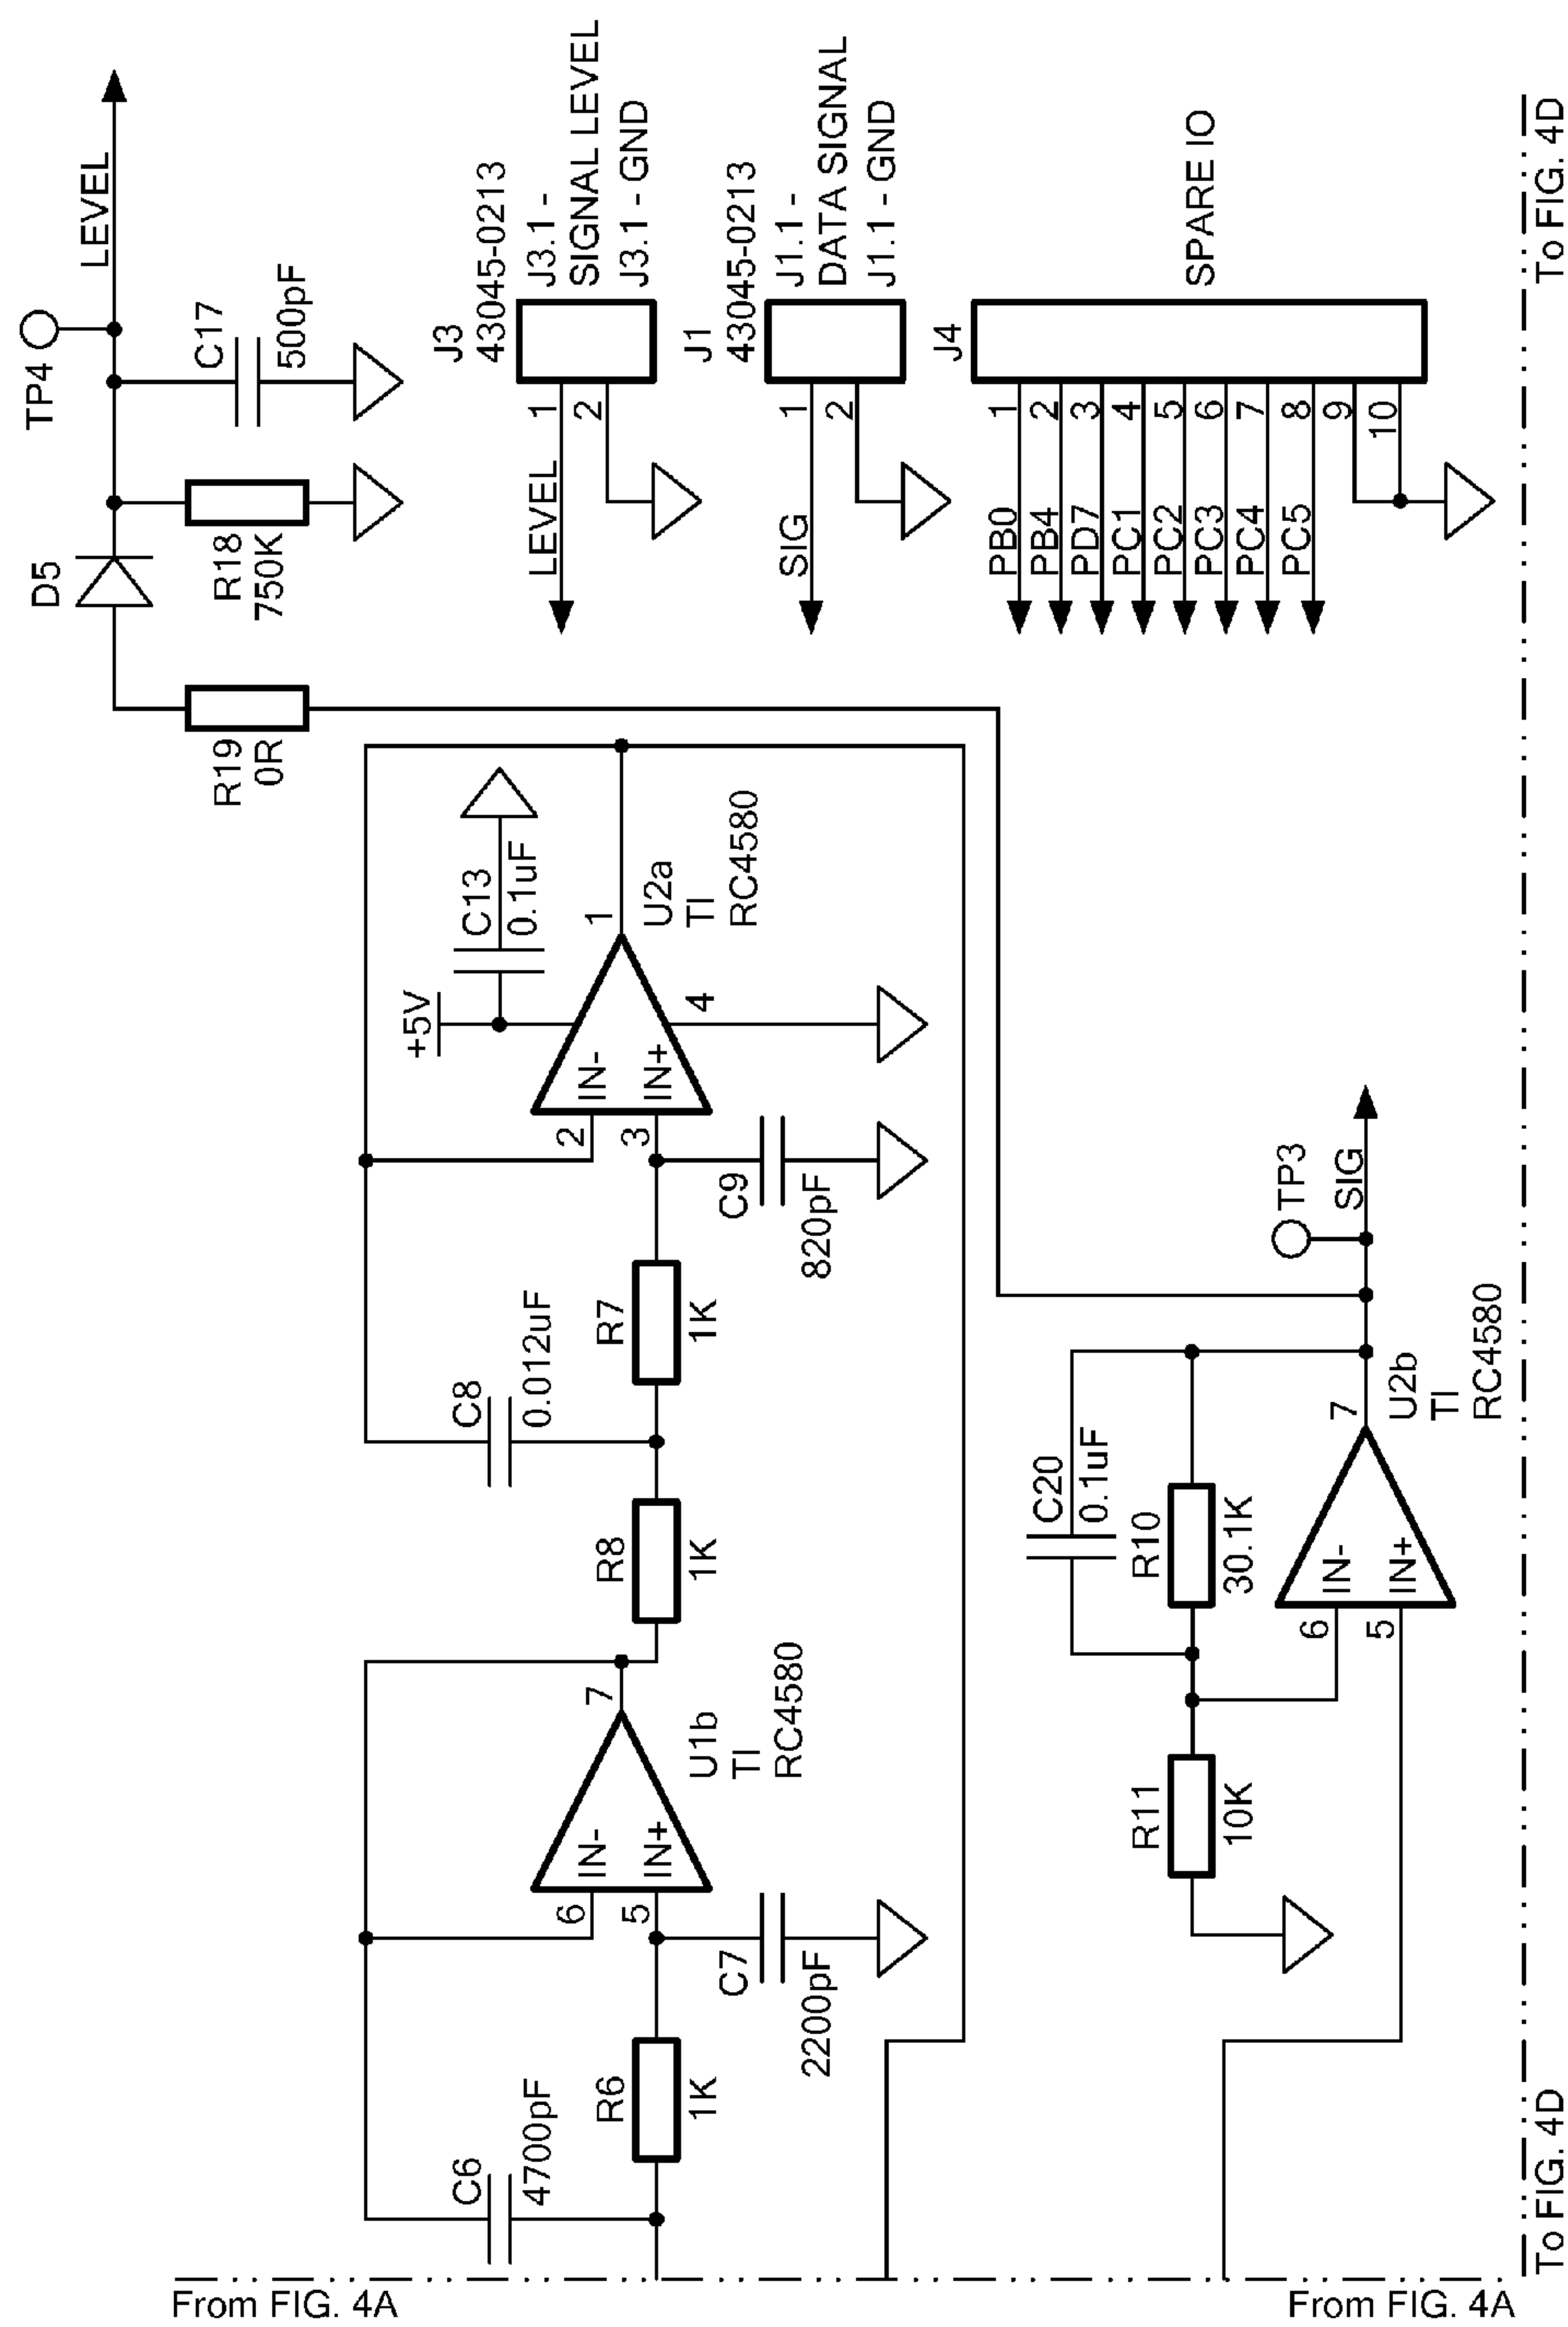 TP4
LEVEL
D5
C17
500pF
R18
750K
R19
0R
J3
43045-0213
J3.1 -
SIGNAL LEVEL
J3.1 - GND
LEVEL
1
2
J1
43045-0213
J1.1 -
DATA SIGNAL
J1.1 - GND
SIG
1
2
J4
SPARE IO
PB0 1
PB4 2
PD7 3
PC1 4
PC2 5
PC3 6
PC4 7
PC5 8
9
10
C6
4700pF
R6
1K
C7
2200pF
6
IN-
5
IN+
7
U1b
TI
RC4580
R8
1K
C8
0.012uF
R7
1K
C9
820pF
2
IN-
3
IN+
+5V
C13
0.1uF
4
1
U2a
TI
RC4580
R11
10K
C20
0.1uF
R10
30.1K
6
IN-
5
IN+
7
U2b
TI
RC4580
TP3
SIG
From FIG. 4A
From FIG. 4A
To FIG. 4D
To FIG. 4D